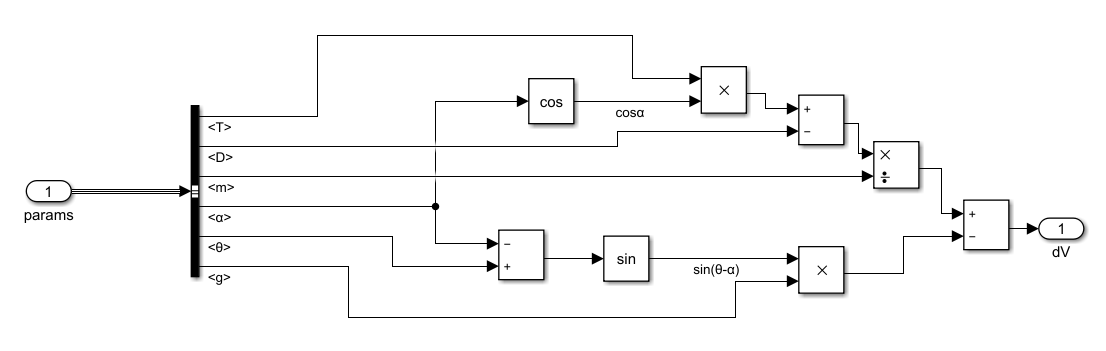 1
params
<T>
<D>
<m>
<α>
<θ>
<g>
cos
cosα
×
+
−
×
÷
−
+
sin
sin(θ-α)
×
+
−
1
dV